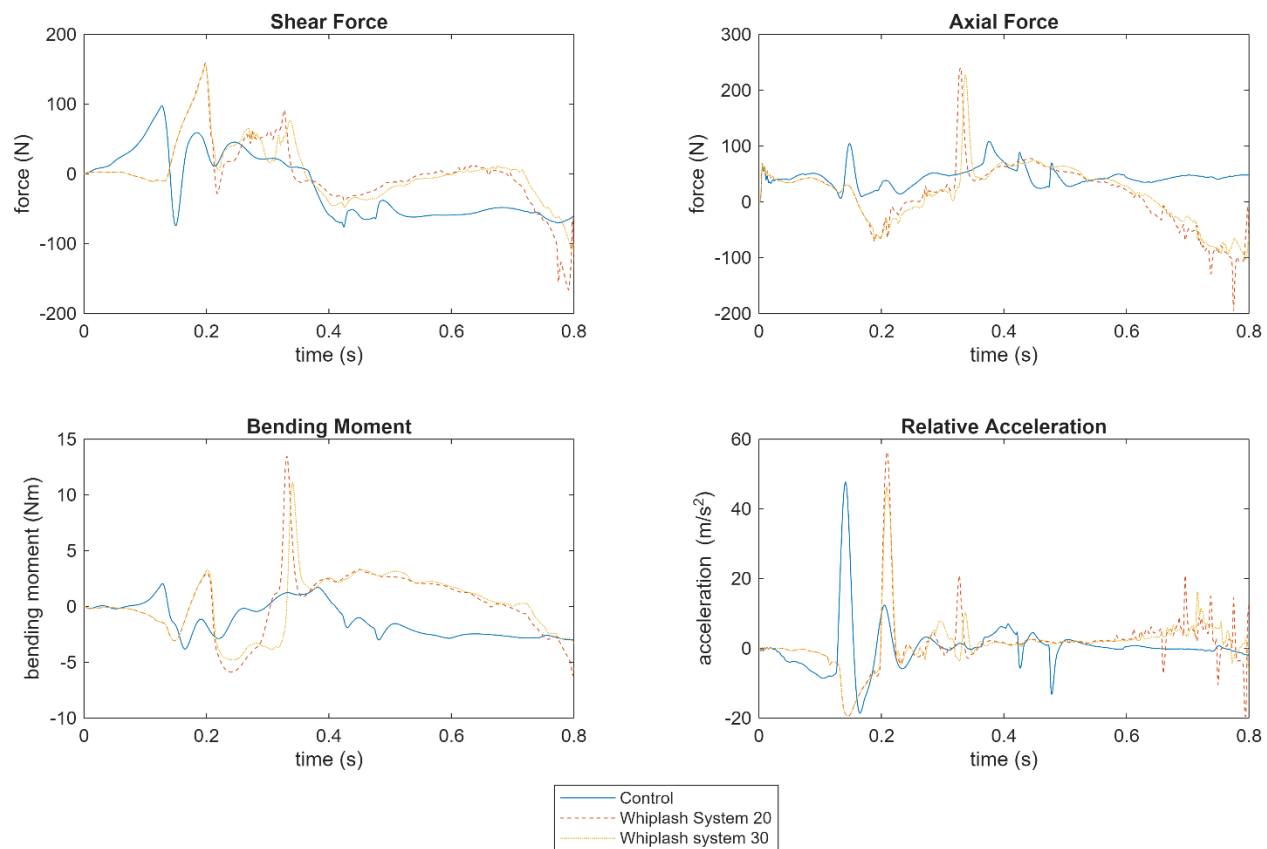 Shear Force
200
100
0
-100
-200
force (N)
0 0.2 0.4 0.6 0.8
time (s)
Axial Force
300
200
100
0
-100
-200
force (N)
0 0.2 0.4 0.6 0.8
time (s)
Bending Moment
15
10
5
0
-5
-10
bending moment (Nm)
0 0.2 0.4 0.6 0.8
time (s)
Relative Acceleration
60
40
20
0
-20
acceleration (m/s²)
0 0.2 0.4 0.6 0.8
time (s)
Control
Whiplash System 20
Whiplash system 30